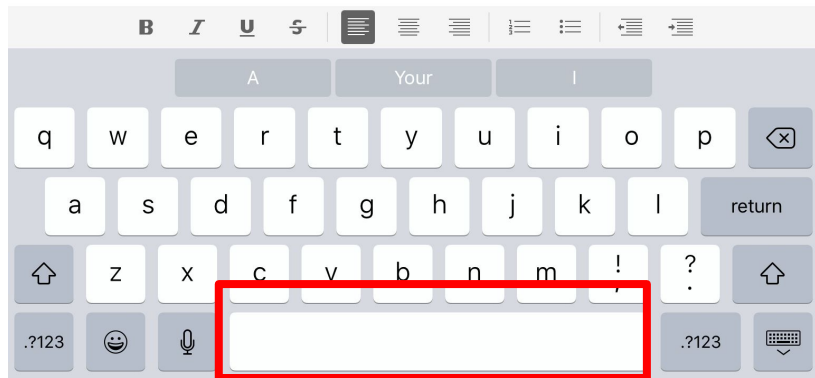 B I U S
A Your I
q w e r t y u i o p
a s d f g h j k l return
z x c v b n m ! , ? .
.?123 .?123